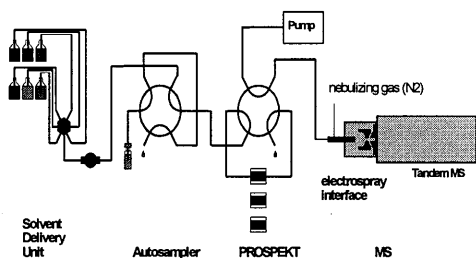 Pump
nebulizing gas (N2)
Tandem MS
electrospray
interface
Solvent
Delivery
Unit
Autosampler
PROSPEKT
MS